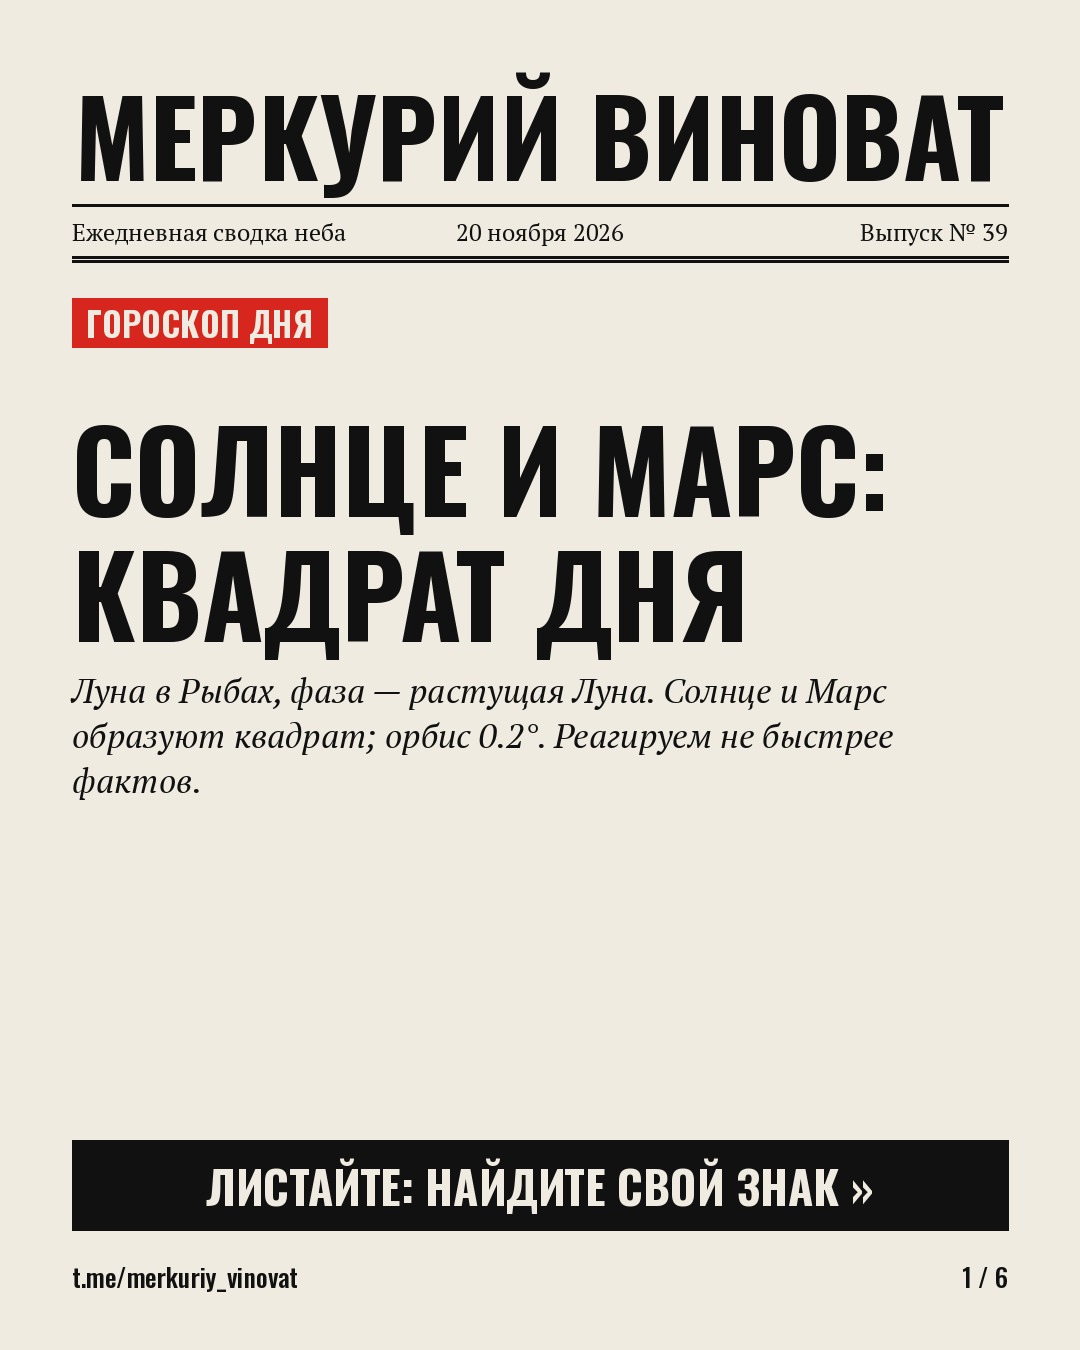 МЕРКУРИЙ ВИНОВАТ
Ежедневная сводка неба 20 ноября 2026 Выпуск № 39
ГОРОСКОП ДНЯ
СОЛНЦЕ И МАРС:
КВАДРАТ ДНЯ
Луна в Рыбах, фаза — растущая Луна. Солнце и Марс
образуют квадрат; орбис 0.2°. Реагируем не быстрее
фактов.
ЛИСТАЙТЕ: НАЙДИТЕ СВОЙ ЗНАК »
t.me/merkuriy_vinovat 1 / 6